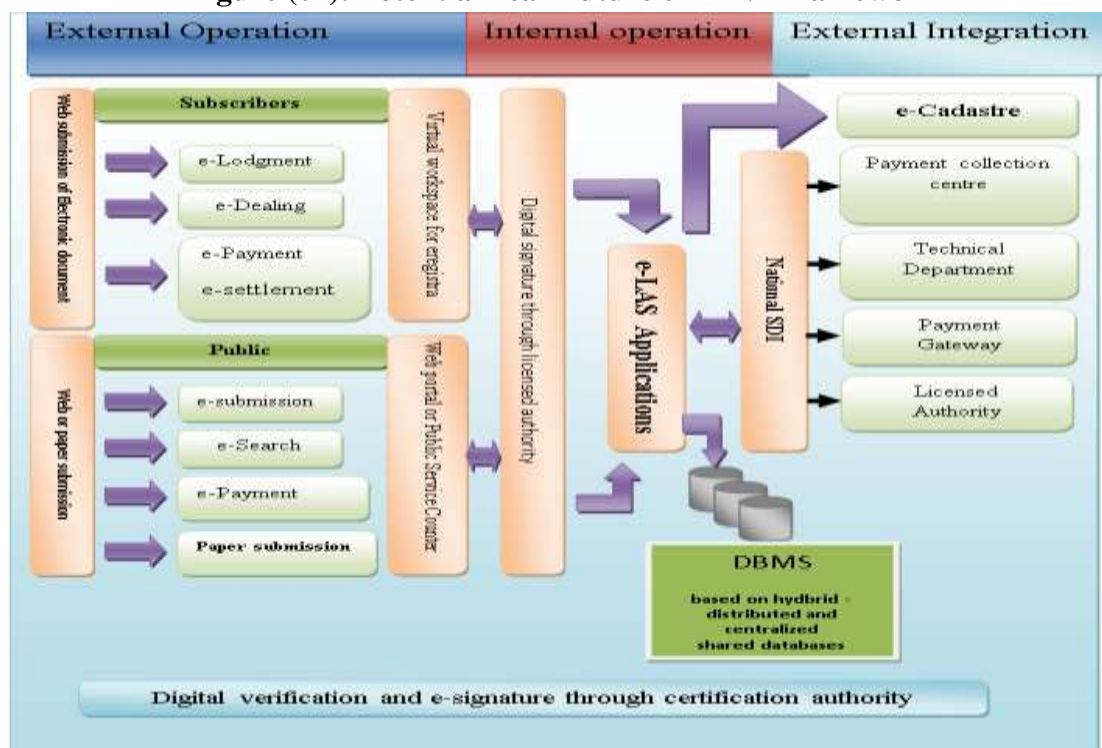 External Operation
Internal operation
External Integration
Web submission of Electronic document
Subscribers
e-Lodgment
e-Dealing
e-Payment
e-settlement
Virtual workspace for eregistra
Web or paper submission
Public
e-submission
e-Search
e-Payment
Paper submission
Web portal or Public Service Counter
Digital signature through licensed authority
e-LAS Applications
National SDI
e-Cadastre
Payment collection
centre
Technical
Department
Payment
Gateway
Licensed
Authority
DBMS
based on hydbrid -
distributed and
centralized
shared databases
Digital verification and e-signature through certification authority